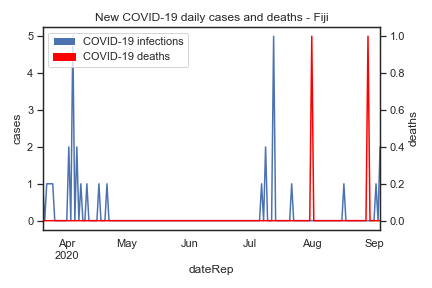 New COVID-19 daily cases and deaths - Fiji
COVID-19 infections
COVID-19 deaths
5
4
3
2
1
0
cases
1.0
0.8
0.6
0.4
0.2
0.0
deaths
Apr
2020
May
Jun
Jul
Aug
Sep
dateRep